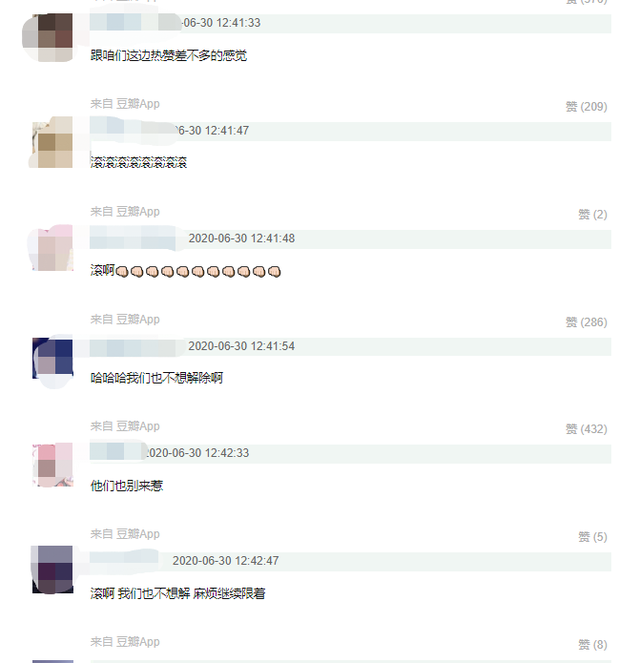 赞 (376)
-06-30 12:41:33
跟咱们这边热赞差不多的感觉
来自 豆瓣App
赞 (209)
06-30 12:41:47
滚滚滚滚滚滚滚滚
来自 豆瓣App
赞 (2)
2020-06-30 12:41:48
滚啊👊👊👊👊👊👊👊👊👊👊👊
来自 豆瓣App
赞 (286)
2020-06-30 12:41:54
哈哈哈我们也不想解除啊
来自 豆瓣App
赞 (432)
2020-06-30 12:42:33
他们也别来惹
来自 豆瓣App
赞 (5)
2020-06-30 12:42:47
滚啊 我们也不想解 麻烦继续限着
来自 豆瓣App
赞 (8)